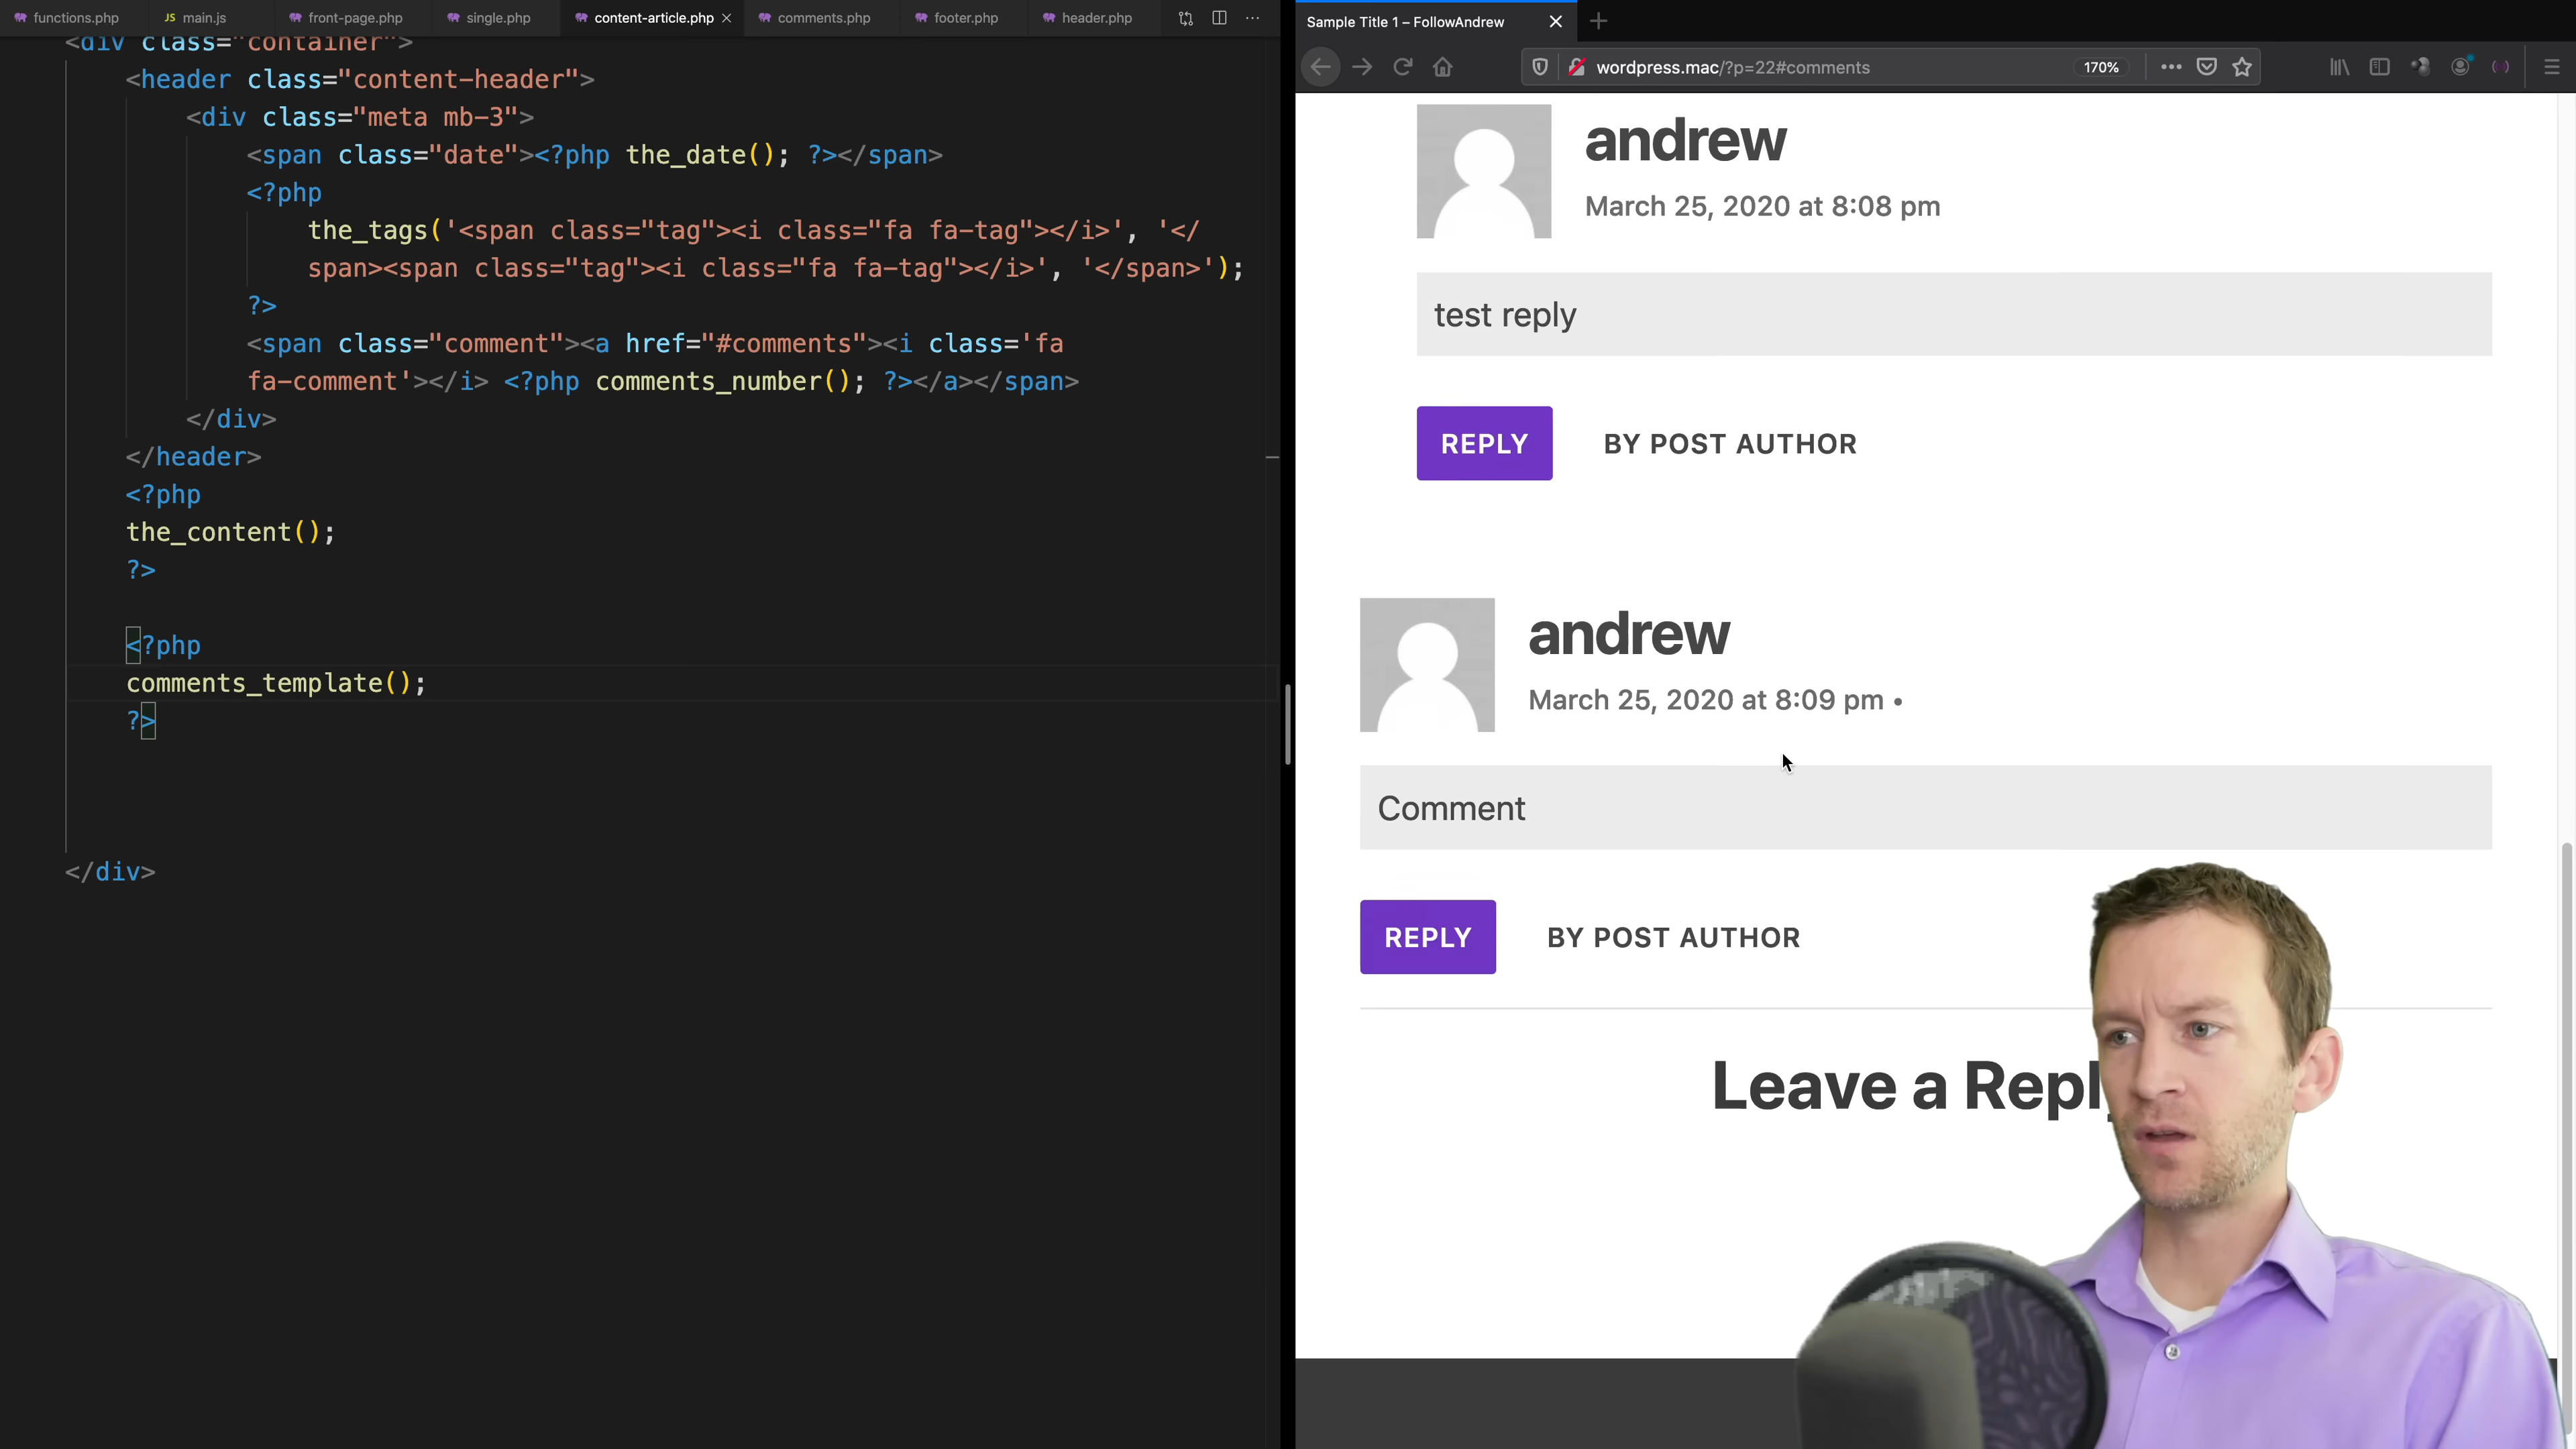 functions.php
JS main.js
front-page.php
single.php
content-article.php
comments.php
footer.php
header.php
<div class="container">
<header class="content-header">
<div class="meta mb-3">
<span class="date"><?php the_date(); ?></span>
<?php
the_tags('<span class="tag"><i class="fa fa-tag"></i>', '</
span><span class="tag"><i class="fa fa-tag"></i>', '</span>');
?>
<span class="comment"><a href="#comments"><i class='fa
fa-comment'></i> <?php comments_number(); ?></a></span>
</div>
</header>
<?php
the_content();
?>
<?php
comments_template();
?>
</div>
Sample Title 1 – FollowAndrew
wordpress.mac/?p=22#comments
170%
andrew
March 25, 2020 at 8:08 pm
test reply
REPLY
BY POST AUTHOR
andrew
March 25, 2020 at 8:09 pm •
Comment
REPLY
BY POST AUTHOR
Leave a Repl